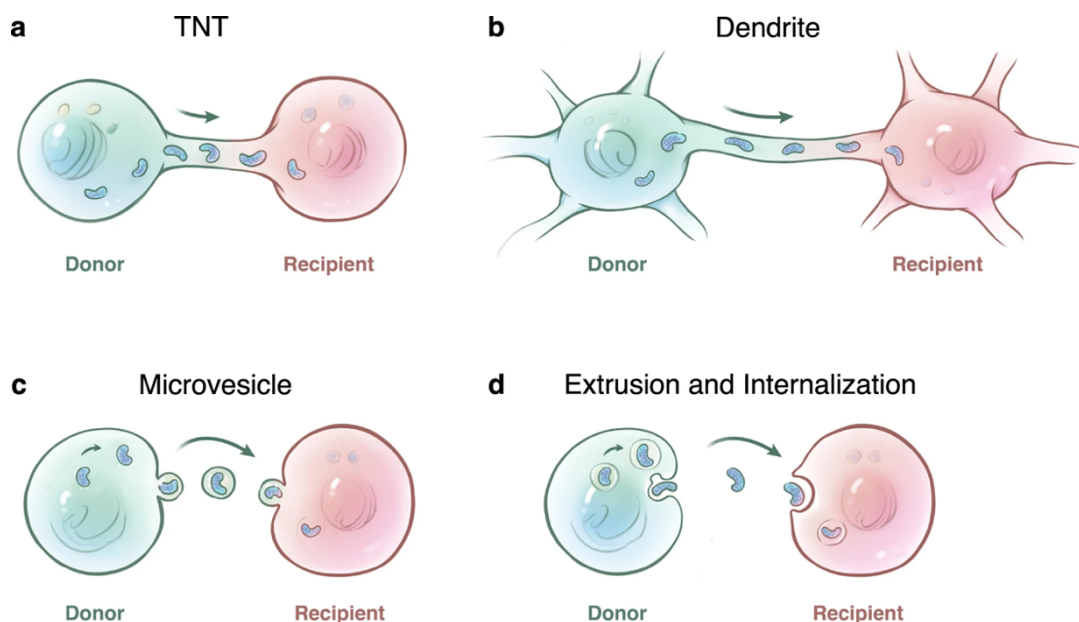 a TNT
b Dendrite
Donor Recipient
Donor Recipient
c Microvesicle
d Extrusion and Internalization
Donor Recipient
Donor Recipient